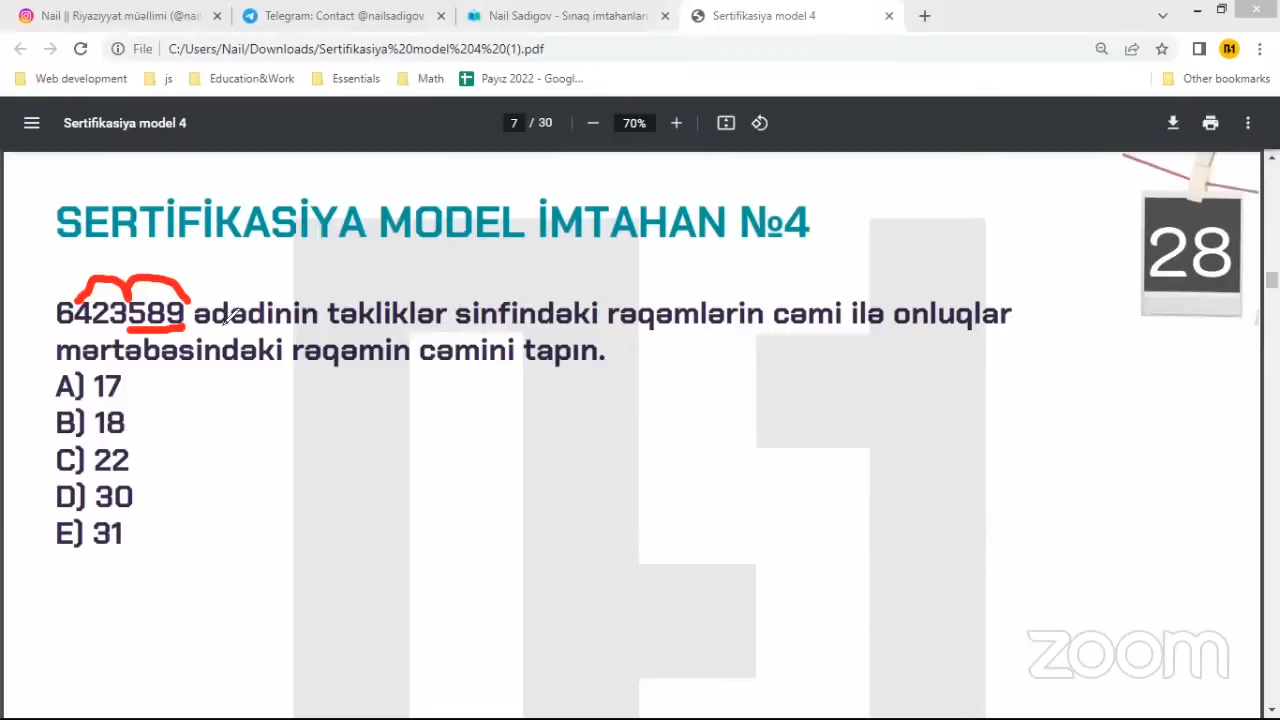 Nail || Riyaziyyat müəllimi (@nai
Telegram: Contact @nailsadigov
Nail Sadigov - Sınaq imtahanları
Sertifikasiya model 4
File
C:/Users/Nail/Downloads/Sertifikasiya%20model%204%20(1).pdf
Web development
js
Education&Work
Essentials
Math
Payız 2022 - Googl...
Other bookmarks
Sertifikasiya model 4
7 / 30
70%
SERTİFİKASİYA MODEL İMTAHAN №4
28
6423589 ədədinin təkliklər sinfindəki rəqəmlərin cəmi ilə onluqlar
mərtəbəsindəki rəqəmin cəmini tapın.
A) 17
B) 18
C) 22
D) 30
E) 31
zoom